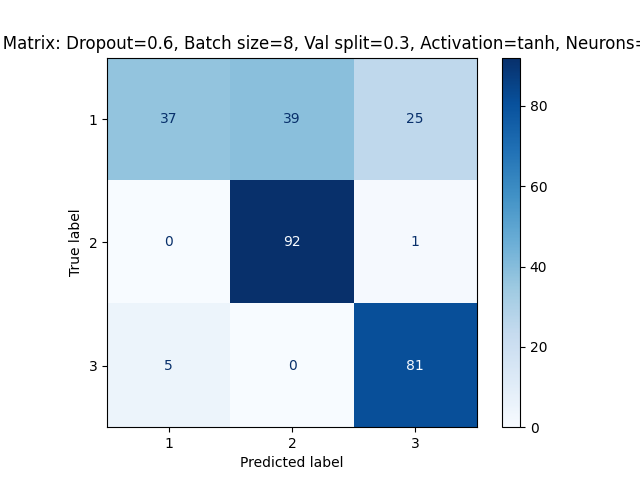 Matrix: Dropout=0.6, Batch size=8, Val split=0.3, Activation=tanh, Neurons=
1 37 39 25
2 0 92 1
3 5 0 81
1 2 3
Predicted label
True label
80
60
40
20
0